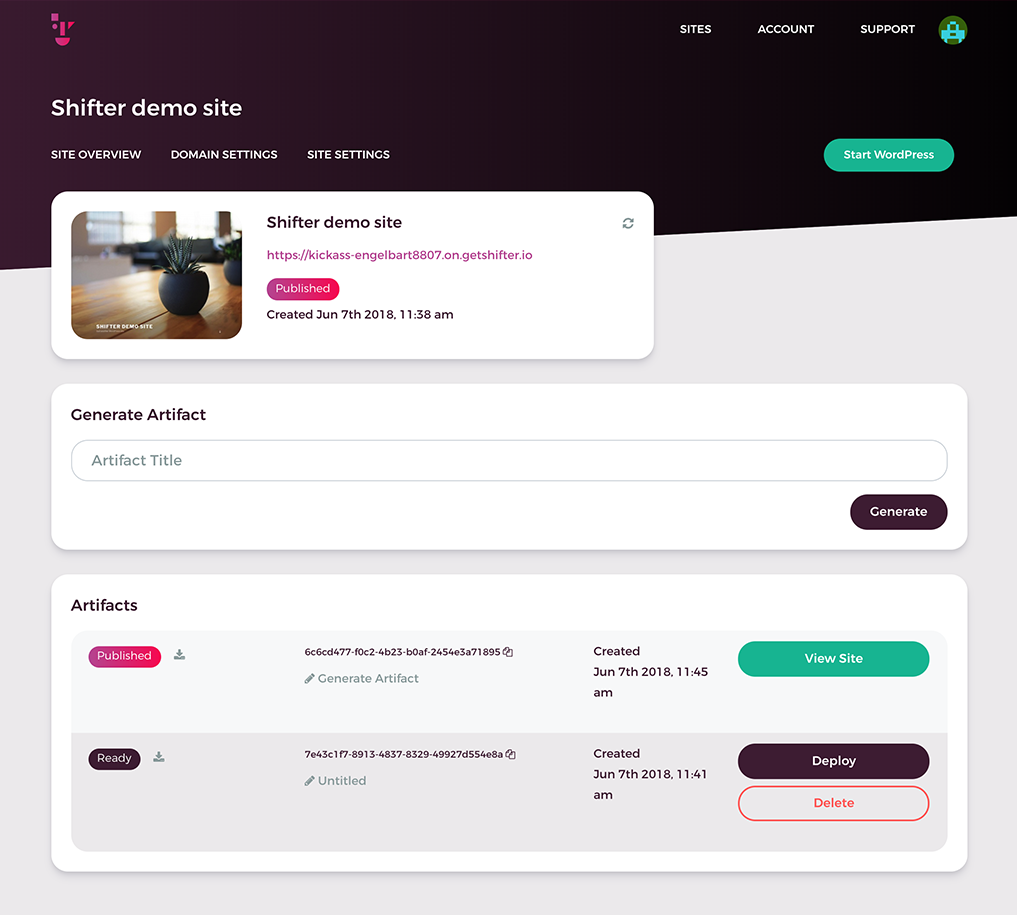 SITES ACCOUNT SUPPORT
Shifter demo site
SITE OVERVIEW DOMAIN SETTINGS SITE SETTINGS Start WordPress
Shifter demo site
https://kickass-engelbart8807.on.getshifter.io
Published
Created Jun 7th 2018, 11:38 am
SHIFTER DEMO SITE
Generate Artifact
Artifact Title
Generate
Artifacts
Published 6c6cd477-f0c2-4b23-b0af-2454e3a71895 Created View Site
Generate Artifact Jun 7th 2018, 11:45
am
Ready 7e43c1f7-8913-4837-8329-49927d554e8a Created Deploy
Untitled Jun 7th 2018, 11:41
am Delete